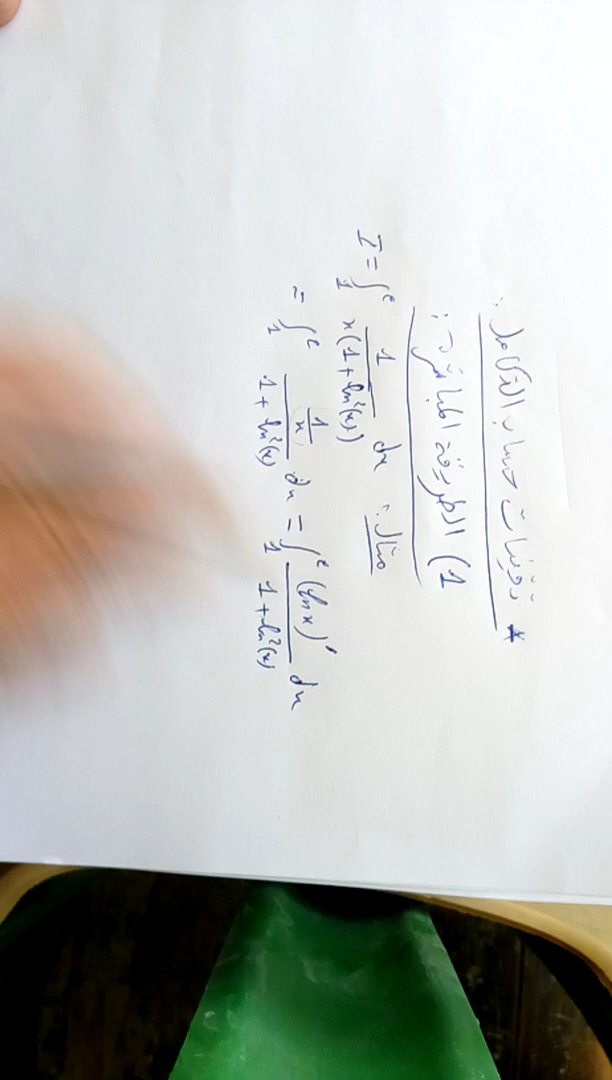 * تقنيات حساب التكامل :
1) الطريقة المباشرة :
مثال : I = ∫₁ᵉ 1/(x(1+ln²(x))) dx
= ∫₁ᵉ (1/x)/(1+ln²(x)) dx = ∫₁ᵉ (ln x)'/(1+ln²(x)) dx